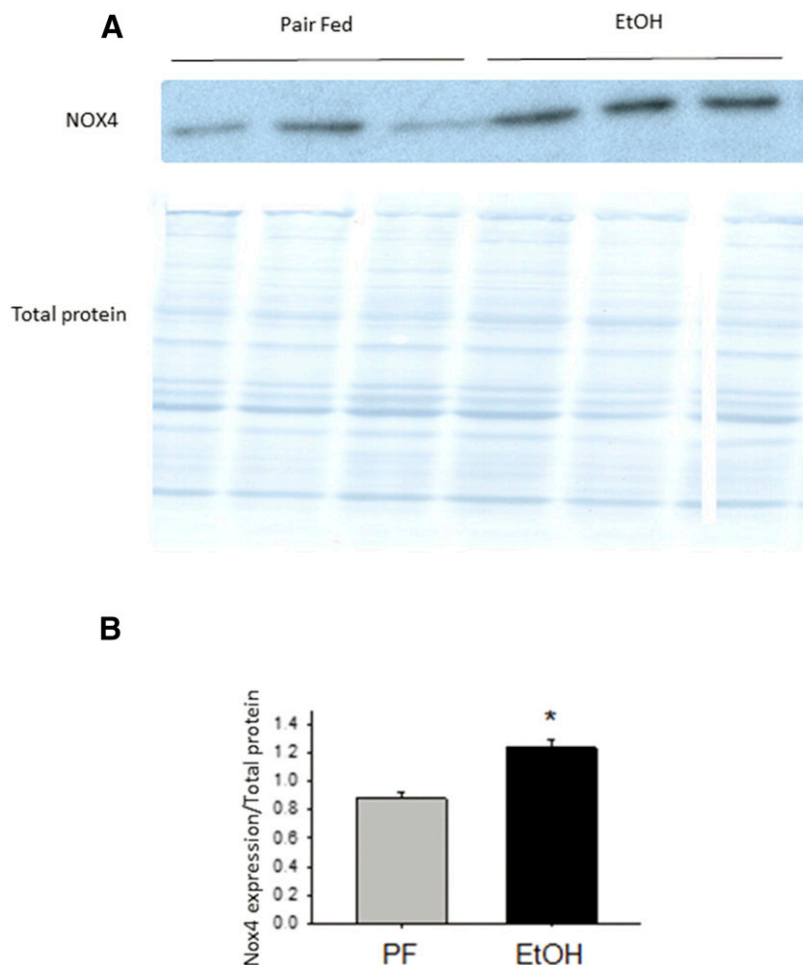 A
Pair Fed
EtOH
NOX4
Total protein
B
Nox4 expression/Total protein
1.4
1.2
1.0
0.8
0.6
0.4
0.2
0.0
*
PF
EtOH